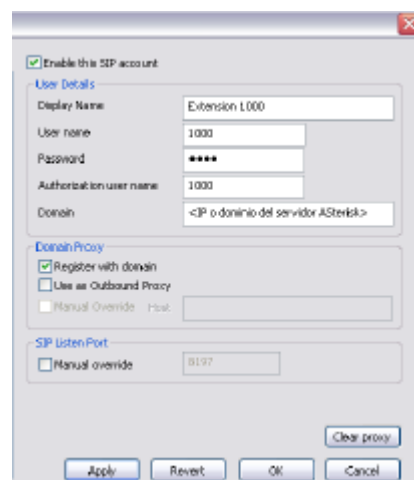 Enable this SIP account
User Details
Display Name Extension 1000
User name 1000
Password ****
Authorization user name 1000
Domain <IP o dominio del servidor ASterisk>
Domain Proxy
Register with domain
Use as Outbound Proxy
Manual Override Host
SIP Listen Port
Manual override 8197
Clear proxy
Apply Revert OK Cancel